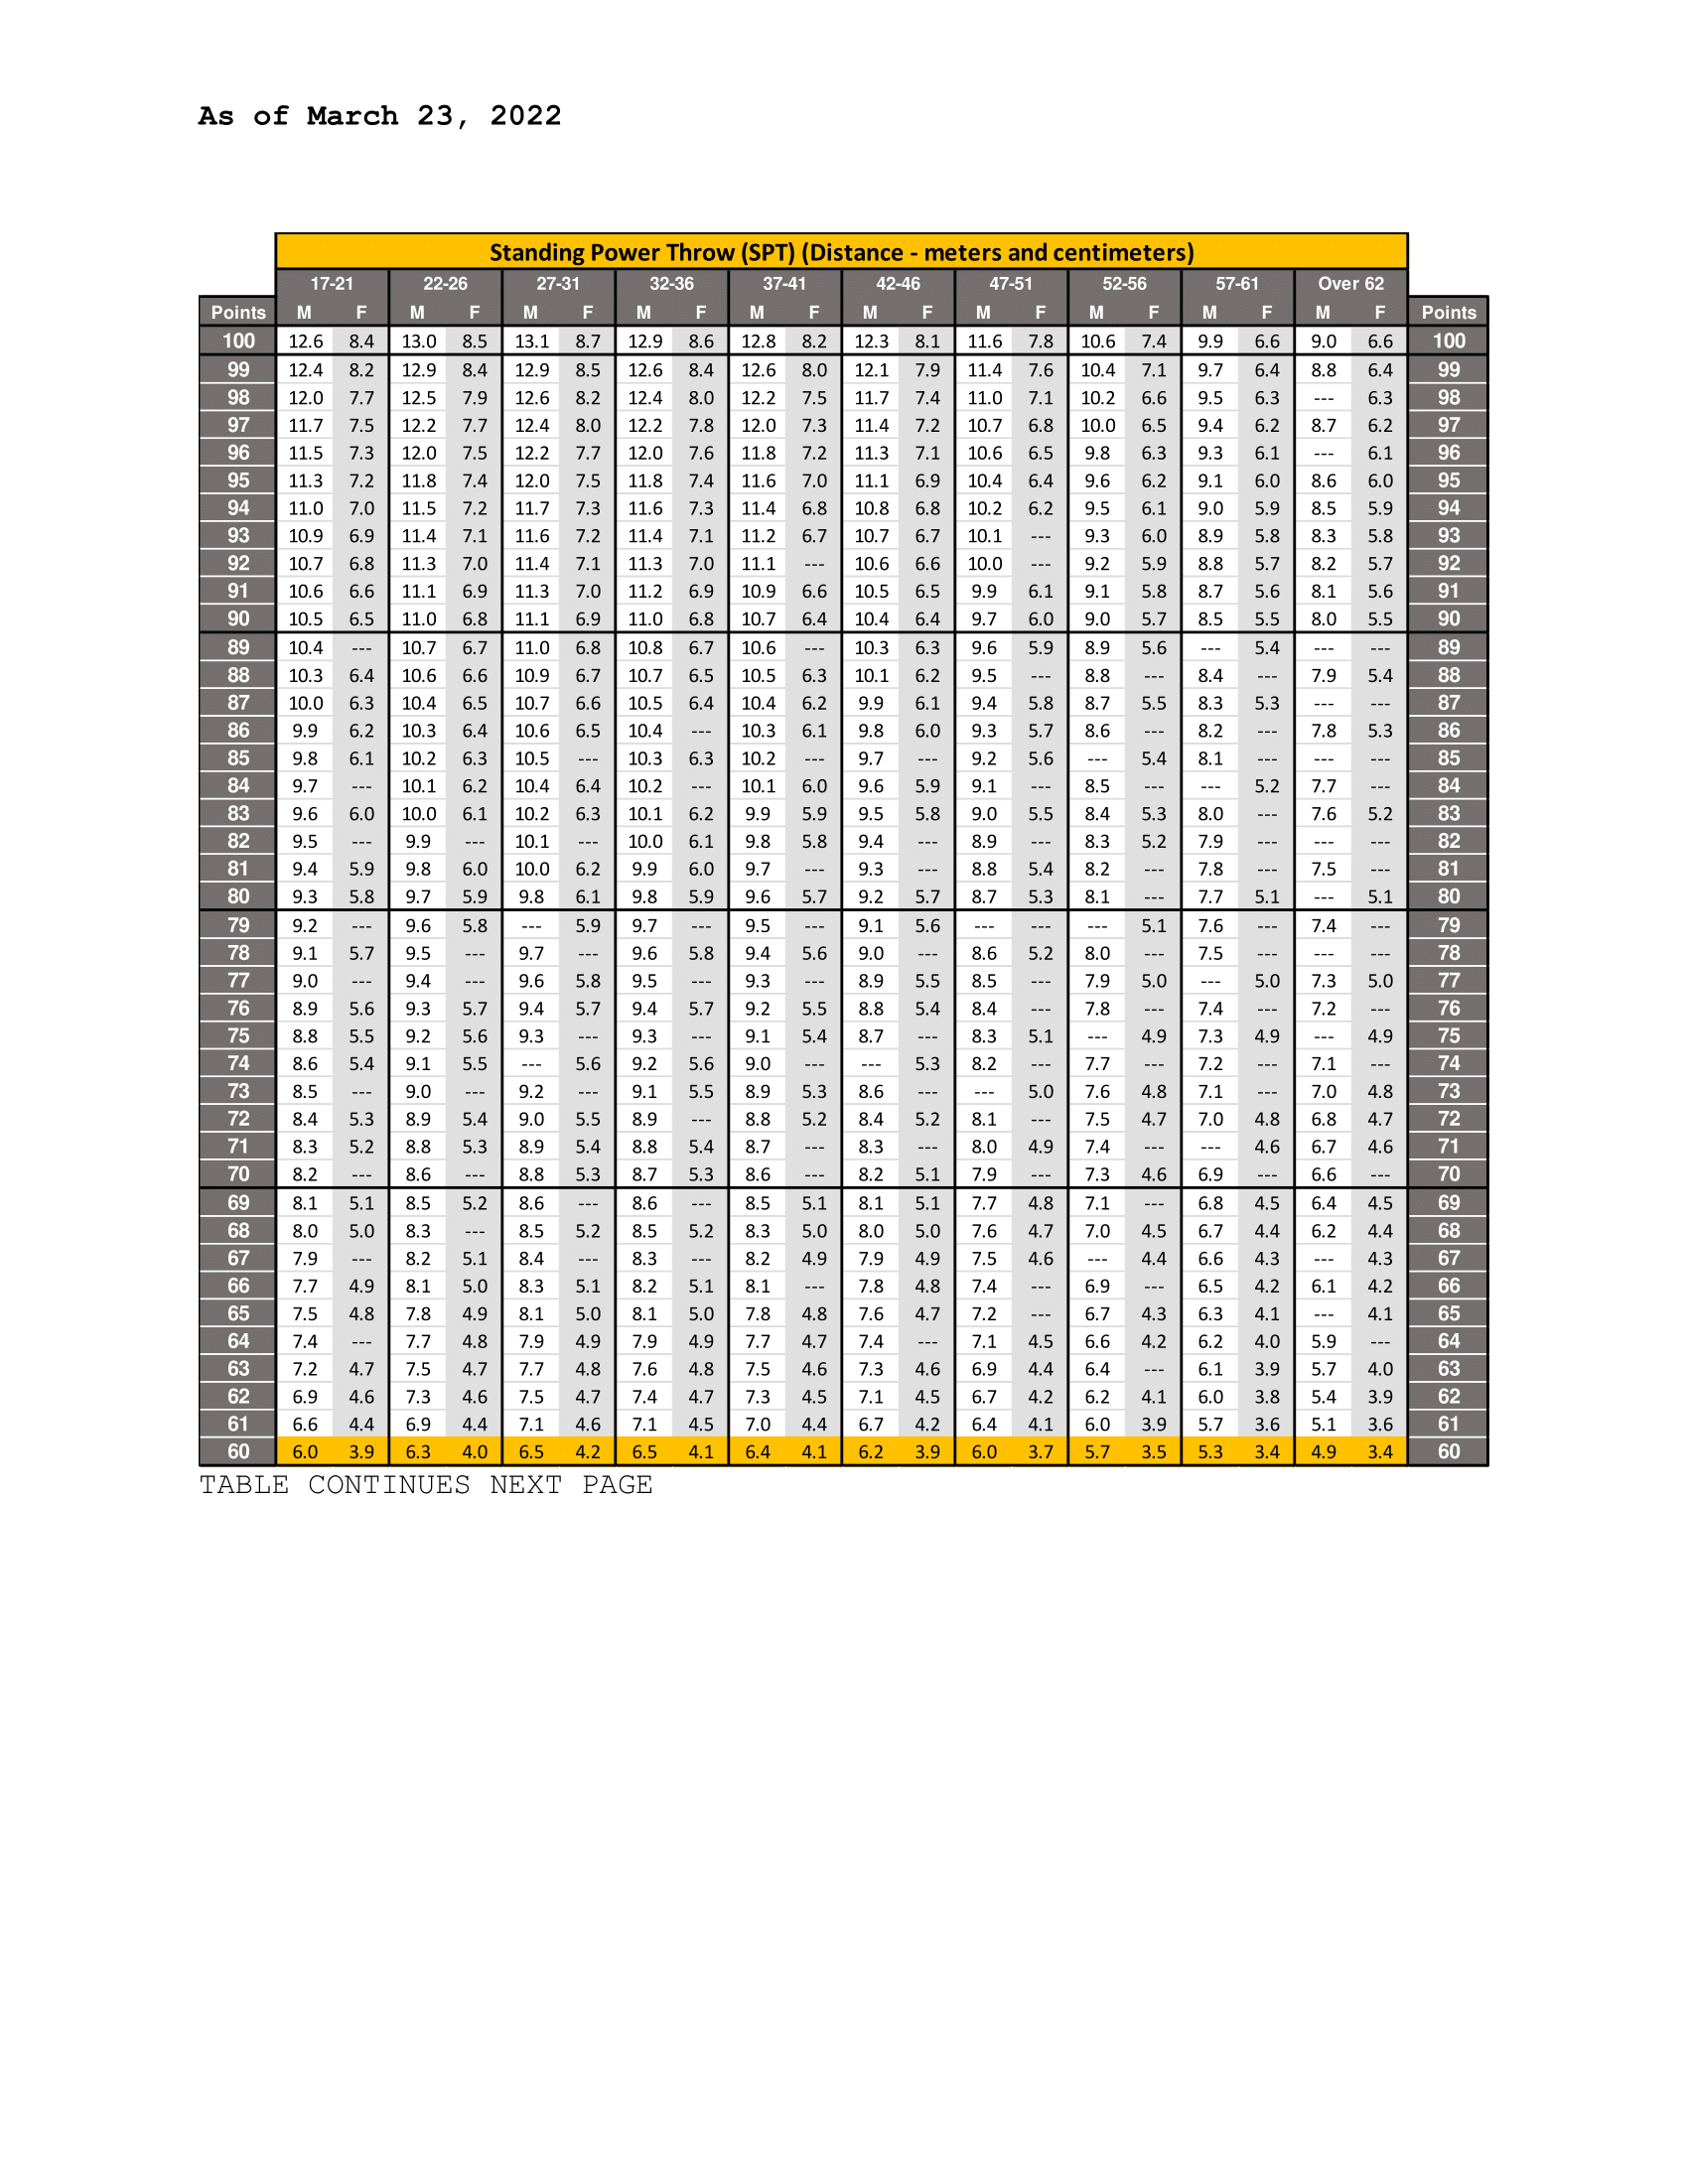 As of March 23, 2022
Standing Power Throw (SPT) (Distance - meters and centimeters)
17-21 22-26 27-31 32-36 37-41 42-46 47-51 52-56 57-61 Over 62
Points M F M F M F M F M F M F M F M F M F M F Points
100 12.6 8.4 13.0 8.5 13.1 8.7 12.9 8.6 12.8 8.2 12.3 8.1 11.6 7.8 10.6 7.4 9.9 6.6 9.0 6.6 100
99 12.4 8.2 12.9 8.4 12.9 8.5 12.6 8.4 12.6 8.0 12.1 7.9 11.4 7.6 10.4 7.1 9.7 6.4 8.8 6.4 99
98 12.0 7.7 12.5 7.9 12.6 8.2 12.4 8.0 12.2 7.5 11.7 7.4 11.0 7.1 10.2 6.6 9.5 6.3 --- 6.3 98
97 11.7 7.5 12.2 7.7 12.4 8.0 12.2 7.8 12.0 7.3 11.4 7.2 10.7 6.8 10.0 6.5 9.4 6.2 8.7 6.2 97
96 11.5 7.3 12.0 7.5 12.2 7.7 12.0 7.6 11.8 7.2 11.3 7.1 10.6 6.5 9.8 6.3 9.3 6.1 --- 6.1 96
95 11.3 7.2 11.8 7.4 12.0 7.5 11.8 7.4 11.6 7.0 11.1 6.9 10.4 6.4 9.6 6.2 9.1 6.0 8.6 6.0 95
94 11.0 7.0 11.5 7.2 11.7 7.3 11.6 7.3 11.4 6.8 10.8 6.8 10.2 6.2 9.5 6.1 9.0 5.9 8.5 5.9 94
93 10.9 6.9 11.4 7.1 11.6 7.2 11.4 7.1 11.2 6.7 10.7 6.7 10.1 --- 9.3 6.0 8.9 5.8 8.3 5.8 93
92 10.7 6.8 11.3 7.0 11.4 7.1 11.3 7.0 11.1 --- 10.6 6.6 10.0 --- 9.2 5.9 8.8 5.7 8.2 5.7 92
91 10.6 6.6 11.1 6.9 11.3 7.0 11.2 6.9 10.9 6.6 10.5 6.5 9.9 6.1 9.1 5.8 8.7 5.6 8.1 5.6 91
90 10.5 6.5 11.0 6.8 11.1 6.9 11.0 6.8 10.7 6.4 10.4 6.4 9.7 6.0 9.0 5.7 8.5 5.5 8.0 5.5 90
89 10.4 --- 10.7 6.7 11.0 6.8 10.8 6.7 10.6 --- 10.3 6.3 9.6 5.9 8.9 5.6 --- 5.4 --- --- 89
88 10.3 6.4 10.6 6.6 10.9 6.7 10.7 6.5 10.5 6.3 10.1 6.2 9.5 --- 8.8 --- 8.4 --- 7.9 5.4 88
87 10.0 6.3 10.4 6.5 10.7 6.6 10.5 6.4 10.4 6.2 9.9 6.1 9.4 5.8 8.7 5.5 8.3 5.3 --- --- 87
86 9.9 6.2 10.3 6.4 10.6 6.5 10.4 --- 10.3 6.1 9.8 6.0 9.3 5.7 8.6 --- 8.2 --- 7.8 5.3 86
85 9.8 6.1 10.2 6.3 10.5 --- 10.3 6.3 10.2 --- 9.7 --- 9.2 5.6 --- 5.4 8.1 --- --- --- 85
84 9.7 --- 10.1 6.2 10.4 6.4 10.2 --- 10.1 6.0 9.6 5.9 9.1 --- 8.5 --- --- 5.2 7.7 --- 84
83 9.6 6.0 10.0 6.1 10.2 6.3 10.1 6.2 9.9 5.9 9.5 5.8 9.0 5.5 8.4 5.3 8.0 --- 7.6 5.2 83
82 9.5 --- 9.9 --- 10.1 --- 10.0 6.1 9.8 5.8 9.4 --- 8.9 --- 8.3 5.2 7.9 --- --- --- 82
81 9.4 5.9 9.8 6.0 10.0 6.2 9.9 6.0 9.7 --- 9.3 --- 8.8 5.4 8.2 --- 7.8 --- 7.5 --- 81
80 9.3 5.8 9.7 5.9 9.8 6.1 9.8 5.9 9.6 5.7 9.2 5.7 8.7 5.3 8.1 --- 7.7 5.1 --- 5.1 80
79 9.2 --- 9.6 5.8 --- 5.9 9.7 --- 9.5 --- 9.1 5.6 --- --- --- 5.1 7.6 --- 7.4 --- 79
78 9.1 5.7 9.5 --- 9.7 --- 9.6 5.8 9.4 5.6 9.0 --- 8.6 5.2 8.0 --- 7.5 --- --- --- 78
77 9.0 --- 9.4 --- 9.6 5.8 9.5 --- 9.3 --- 8.9 5.5 8.5 --- 7.9 5.0 --- 5.0 7.3 5.0 77
76 8.9 5.6 9.3 5.7 9.4 5.7 9.4 5.7 9.2 5.5 8.8 5.4 8.4 --- 7.8 --- 7.4 --- 7.2 --- 76
75 8.8 5.5 9.2 5.6 9.3 --- 9.3 --- 9.1 5.4 8.7 --- 8.3 5.1 --- 4.9 7.3 4.9 --- 4.9 75
74 8.6 5.4 9.1 5.5 --- 5.6 9.2 5.6 9.0 --- --- 5.3 8.2 --- 7.7 --- 7.2 --- 7.1 --- 74
73 8.5 --- 9.0 --- 9.2 --- 9.1 5.5 8.9 5.3 8.6 --- --- 5.0 7.6 4.8 7.1 --- 7.0 4.8 73
72 8.4 5.3 8.9 5.4 9.0 5.5 8.9 --- 8.8 5.2 8.4 5.2 8.1 --- 7.5 4.7 7.0 4.8 6.8 4.7 72
71 8.3 5.2 8.8 5.3 8.9 5.4 8.8 5.4 8.7 --- 8.3 --- 8.0 4.9 7.4 --- --- 4.6 6.7 4.6 71
70 8.2 --- 8.6 --- 8.8 5.3 8.7 5.3 8.6 --- 8.2 5.1 7.9 --- 7.3 4.6 6.9 --- 6.6 --- 70
69 8.1 5.1 8.5 5.2 8.6 --- 8.6 --- 8.5 5.1 8.1 5.1 7.7 4.8 7.1 --- 6.8 4.5 6.4 4.5 69
68 8.0 5.0 8.3 --- 8.5 5.2 8.5 5.2 8.3 5.0 8.0 5.0 7.6 4.7 7.0 4.5 6.7 4.4 6.2 4.4 68
67 7.9 --- 8.2 5.1 8.4 --- 8.3 --- 8.2 4.9 7.9 4.9 7.5 4.6 --- 4.4 6.6 4.3 --- 4.3 67
66 7.7 4.9 8.1 5.0 8.3 5.1 8.2 5.1 8.1 --- 7.8 4.8 7.4 --- 6.9 --- 6.5 4.2 6.1 4.2 66
65 7.5 4.8 7.8 4.9 8.1 5.0 8.1 5.0 7.8 4.8 7.6 4.7 7.2 --- 6.7 4.3 6.3 4.1 --- 4.1 65
64 7.4 --- 7.7 4.8 7.9 4.9 7.9 4.9 7.7 4.7 7.4 --- 7.1 4.5 6.6 4.2 6.2 4.0 5.9 --- 64
63 7.2 4.7 7.5 4.7 7.7 4.8 7.6 4.8 7.5 4.6 7.3 4.6 6.9 4.4 6.4 --- 6.1 3.9 5.7 4.0 63
62 6.9 4.6 7.3 4.6 7.5 4.7 7.4 4.7 7.3 4.5 7.1 4.5 6.7 4.2 6.2 4.1 6.0 3.8 5.4 3.9 62
61 6.6 4.4 6.9 4.4 7.1 4.6 7.1 4.5 7.0 4.4 6.7 4.2 6.4 4.1 6.0 3.9 5.7 3.6 5.1 3.6 61
60 6.0 3.9 6.3 4.0 6.5 4.2 6.5 4.1 6.4 4.1 6.2 3.9 6.0 3.7 5.7 3.5 5.3 3.4 4.9 3.4 60
TABLE CONTINUES NEXT PAGE